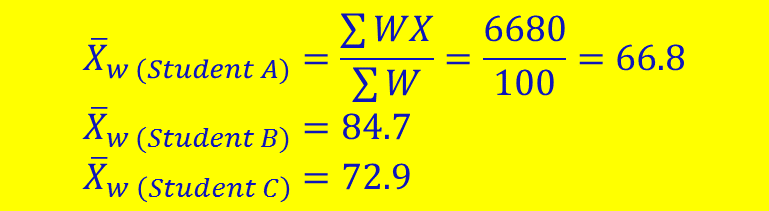 X̄w (Student A) = ∑ WX / ∑ W = 6680 / 100 = 66.8
X̄w (Student B) = 84.7
X̄w (Student C) = 72.9